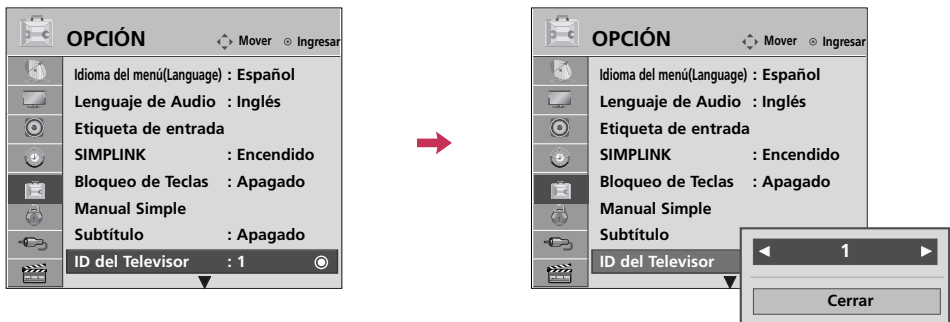 OPCIÓN Mover Ingresar
Idioma del menú(Language) : Español
Lenguaje de Audio : Inglés
Etiqueta de entrada
SIMPLINK : Encendido
Bloqueo de Teclas : Apagado
Manual Simple
Subtítulo : Apagado
ID del Televisor : 1
OPCIÓN Mover Ingresar
Idioma del menú(Language) : Español
Lenguaje de Audio : Inglés
Etiqueta de entrada
SIMPLINK : Encendido
Bloqueo de Teclas : Apagado
Manual Simple
Subtítulo
ID del Televisor
1
Cerrar